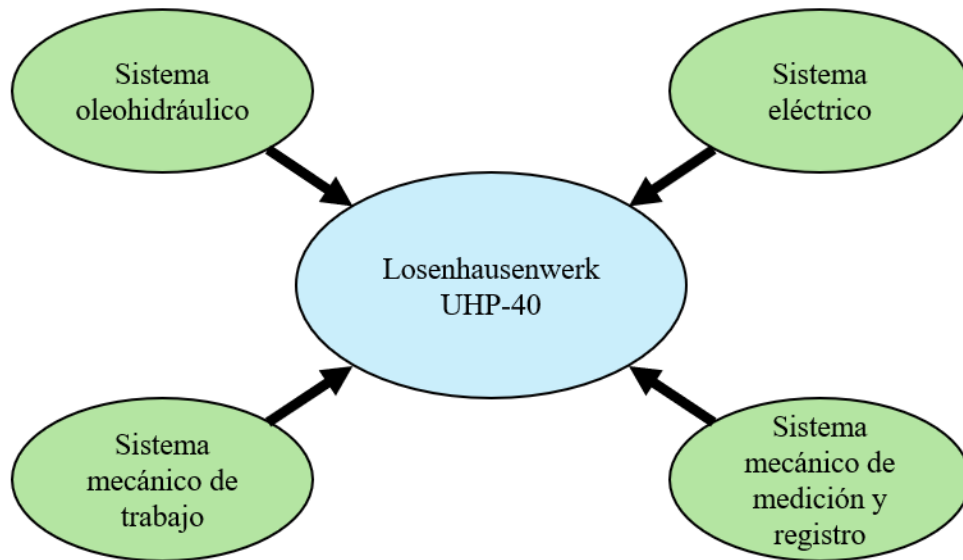 Sistema
oleohidráulico
Sistema
eléctrico
Losenhausenwerk
UHP-40
Sistema
mecánico de
trabajo
Sistema
mecánico de
medición y
registro